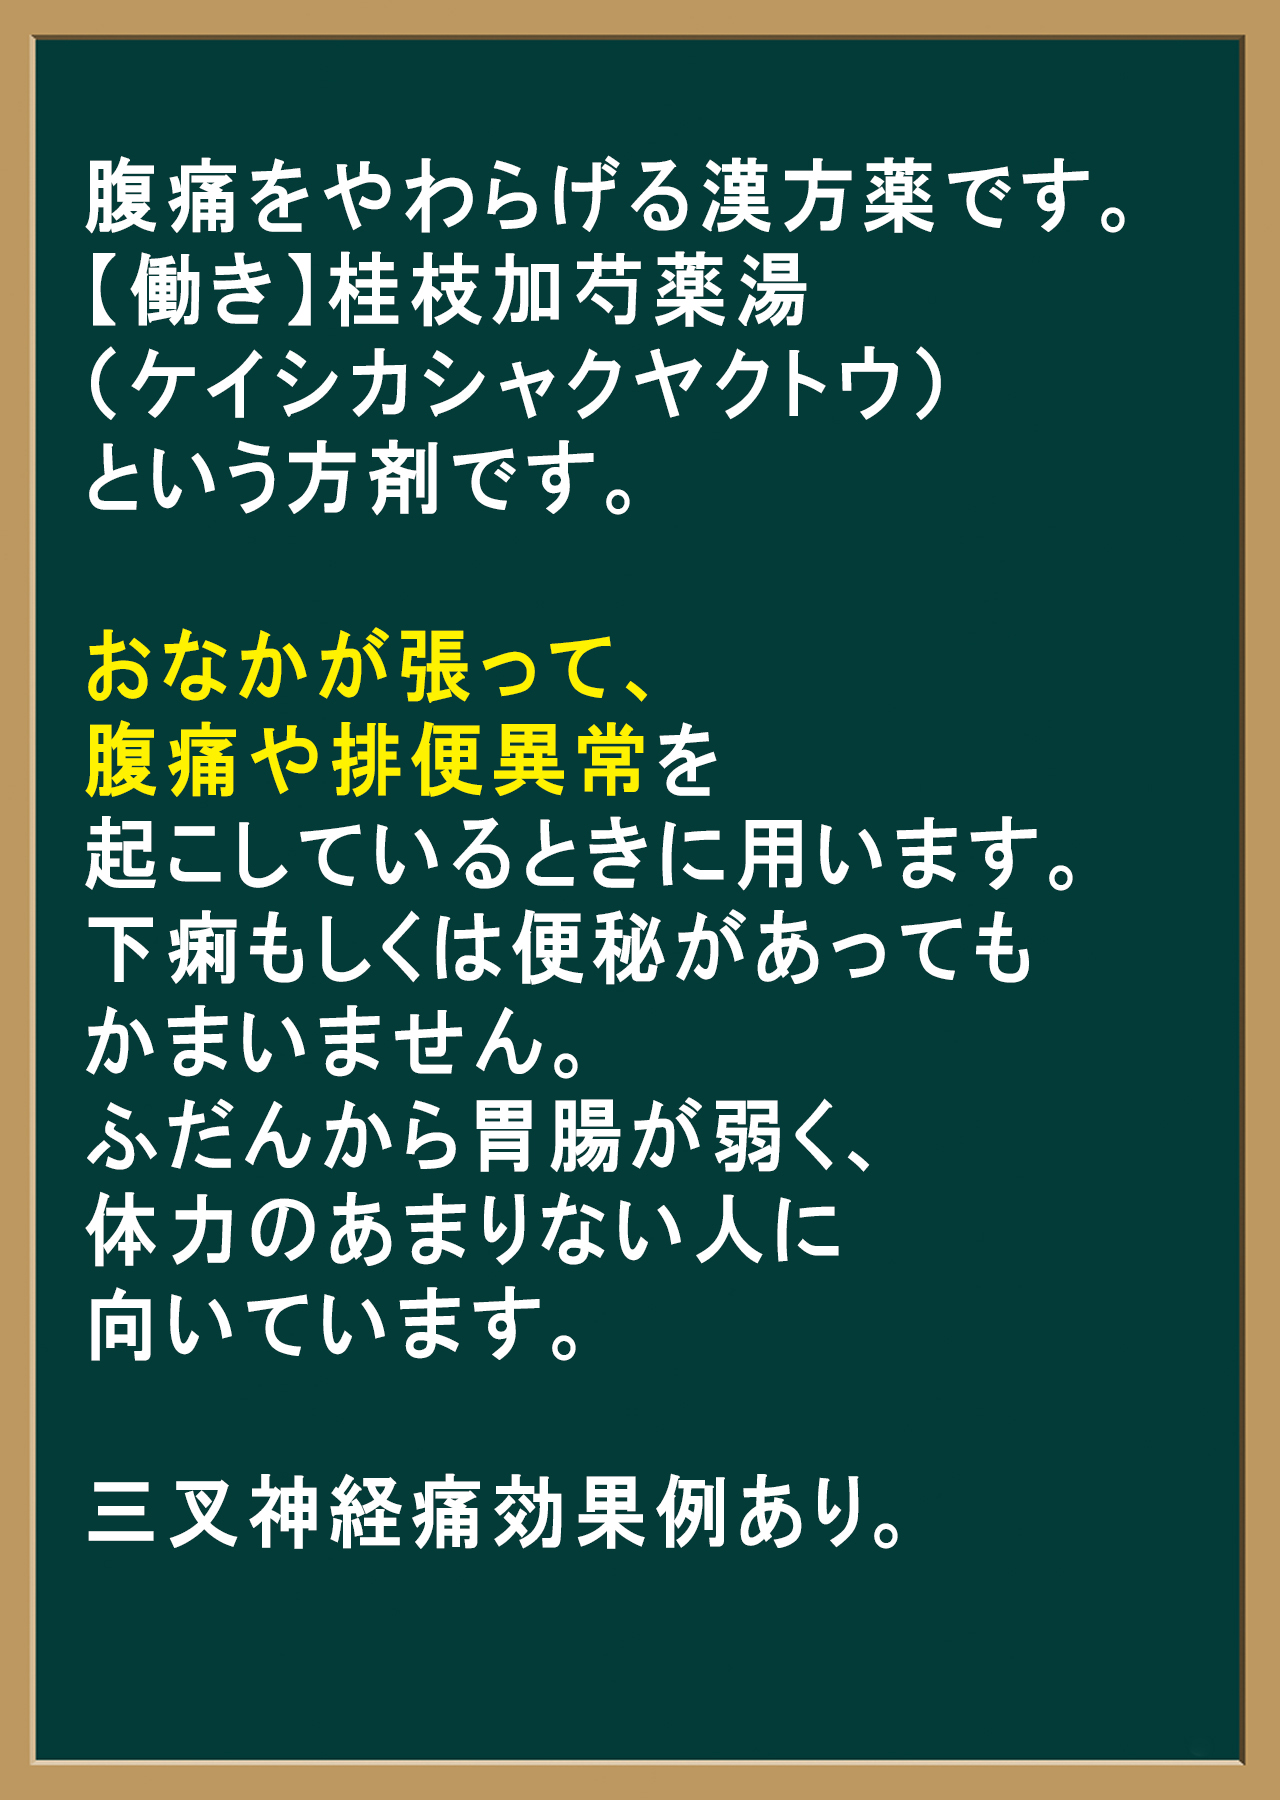 腹痛をやわらげる漢方薬です。
【働き】桂枝加芍薬湯
（ケイシカシャクヤクトウ）
という方剤です。
おなかが張って、
腹痛や排便異常を
起こしているときに用います。
下痢もしくは便秘があっても
かまいません。
ふだんから胃腸が弱く、
体力のあまりない人に
向いています。
三叉神経痛効果例あり。